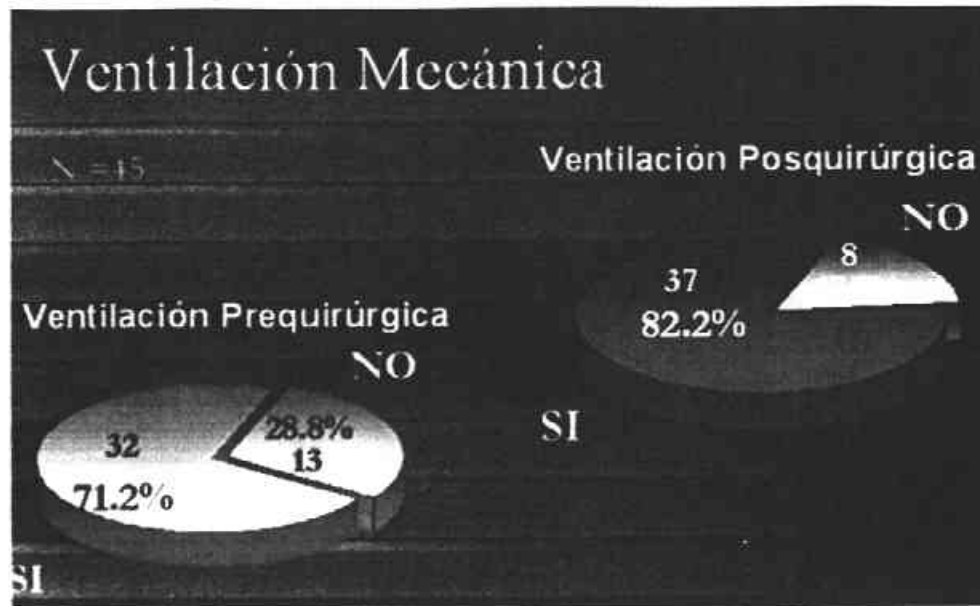 Ventilación Mecánica
N =45
Ventilación Posquirúrgica
NO
8
37
82.2%
SI
Ventilación Prequirúrgica
NO
28.8%
13
32
71.2%
SI